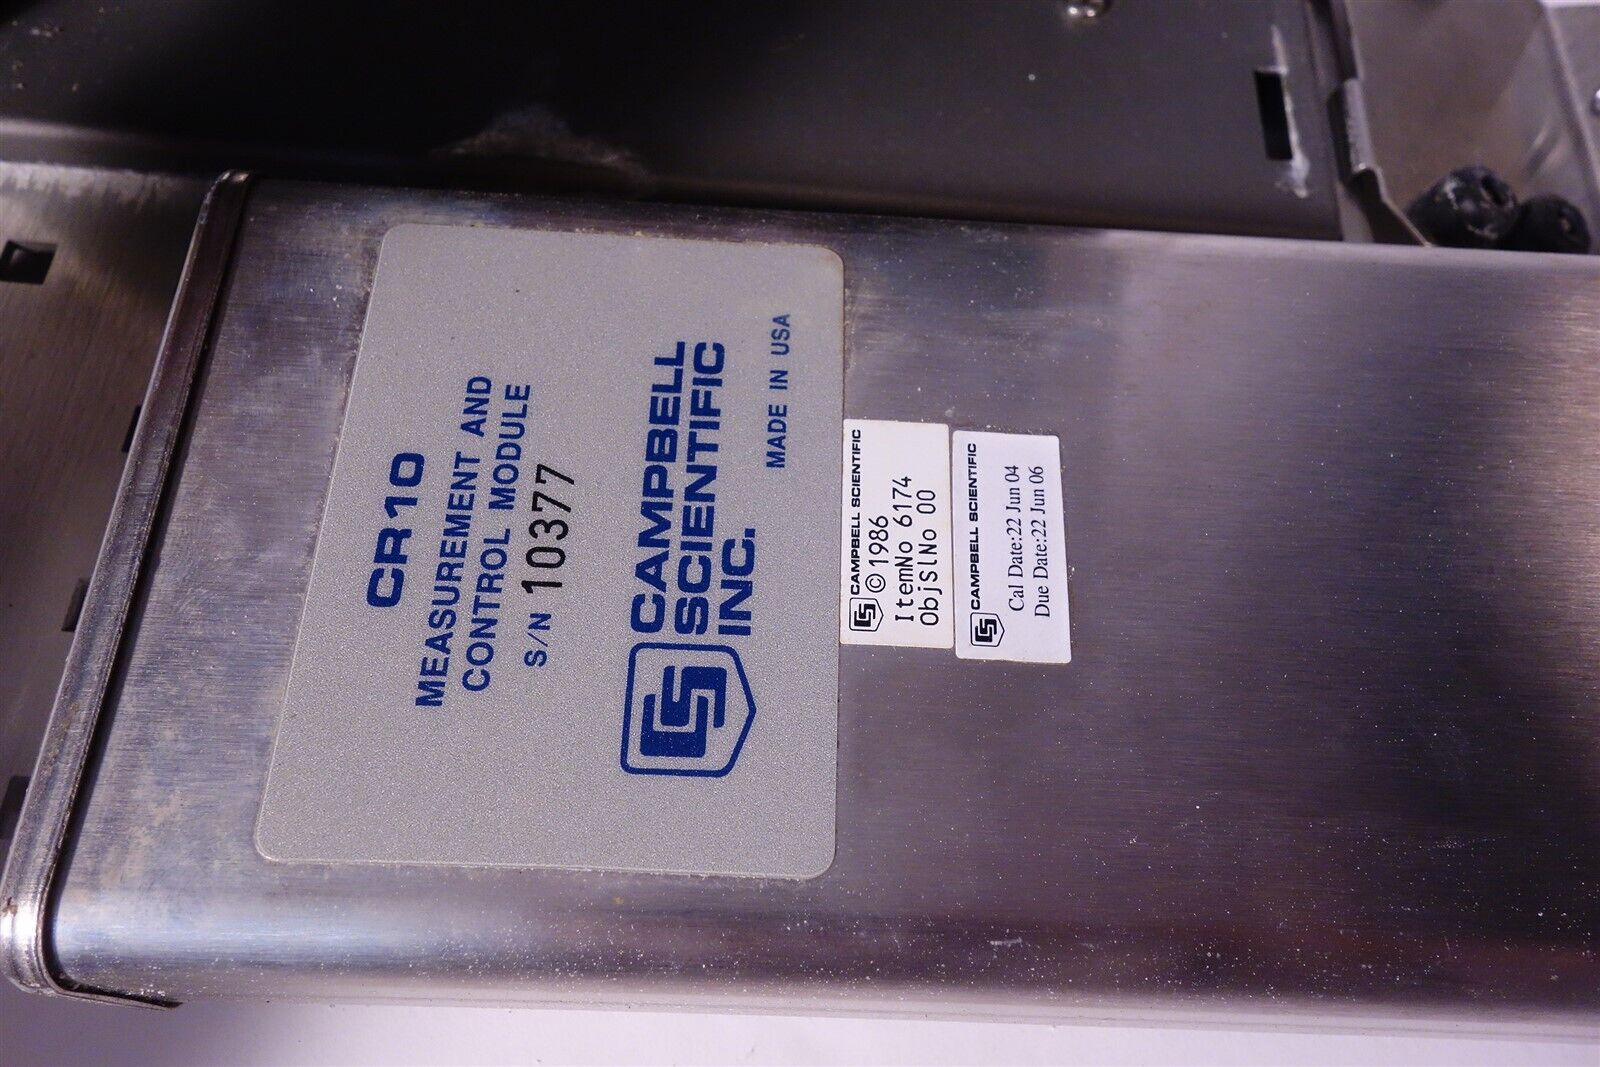 CR10
MEASUREMENT AND
CONTROL MODULE
S/N 10377
CAMPBELL
SCIENTIFIC
INC.
MADE IN USA
CAMPBELL SCIENTIFIC
©1986
ItemNo 6174
ObjslNo 00
CAMPBELL SCIENTIFIC
Cal Date:22 Jun 04
Due Date:22 Jun 06